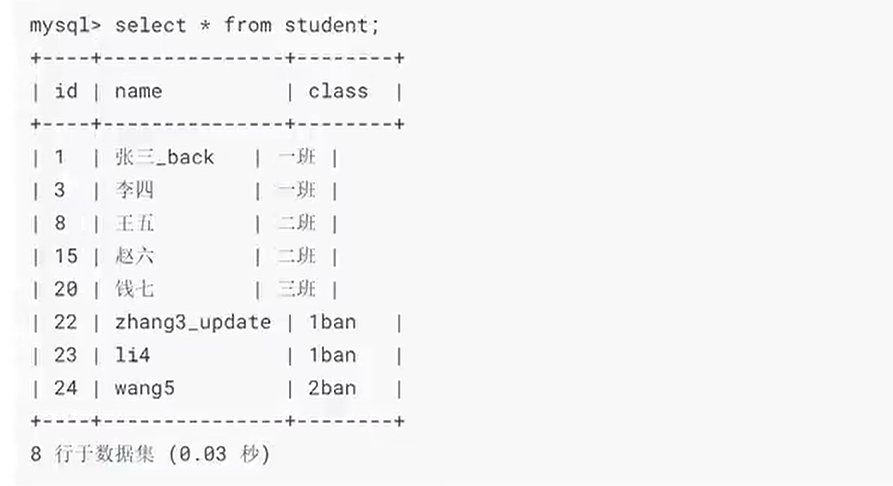 mysql> select * from student;
+----+---------------+--------+
| id | name          | class  |
+----+---------------+--------+
| 1  | 张三_back   | 一班 |
| 3  | 李四        | 一班 |
| 8  | 王五        | 二班 |
| 15 | 赵六        | 二班 |
| 20 | 钱七        | 三班 |
| 22 | zhang3_update | 1ban   |
| 23 | li4           | 1ban   |
| 24 | wang5         | 2ban   |
+----+---------------+--------+
8 行于数据集 (0.03 秒)